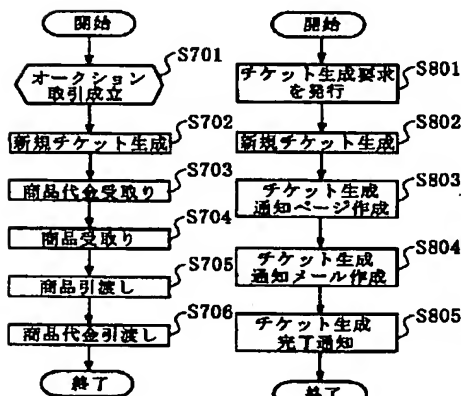 開始
S701
オークション
取引成立
S702
新規チケット生成
S703
商品代金受取り
S704
商品受取り
S705
商品引渡し
S706
商品代金引渡し
終了
開始
S801
チケット生成要求
を発行
S802
新規チケット生成
S803
チケット生成
通知ページ作成
S804
チケット生成
通知メール作成
S805
チケット生成
完了通知
終了